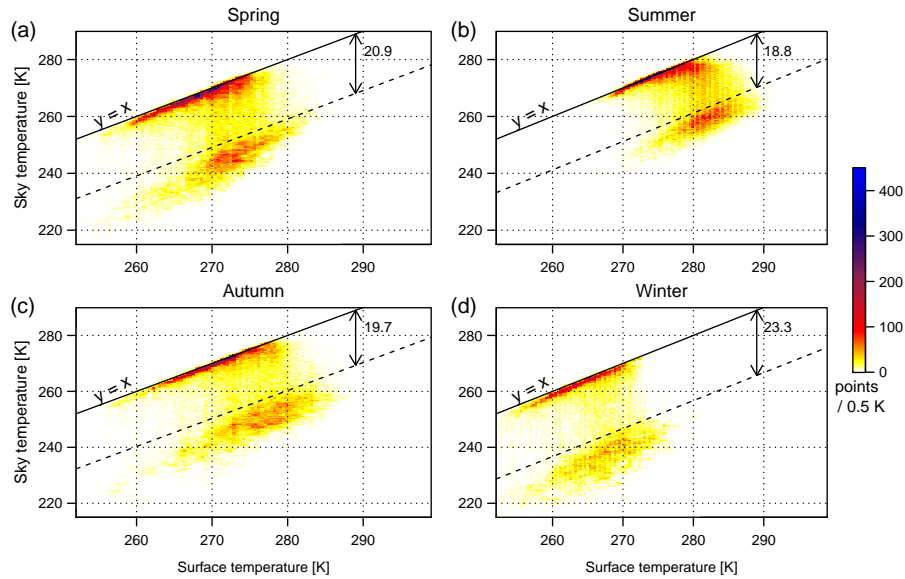 Spring
Summer
(a)
(b)
Sky temperature [K]
280
260
240
220
260
270
280
290
y = x
20.9
280
260
240
220
260
270
280
290
y = x
18.8
Autumn
Winter
(c)
(d)
Sky temperature [K]
280
260
240
220
260
270
280
290
Surface temperature [K]
y = x
19.7
280
260
240
220
260
270
280
290
Surface temperature [K]
y = x
23.3
400
300
200
100
0
points
/ 0.5 K